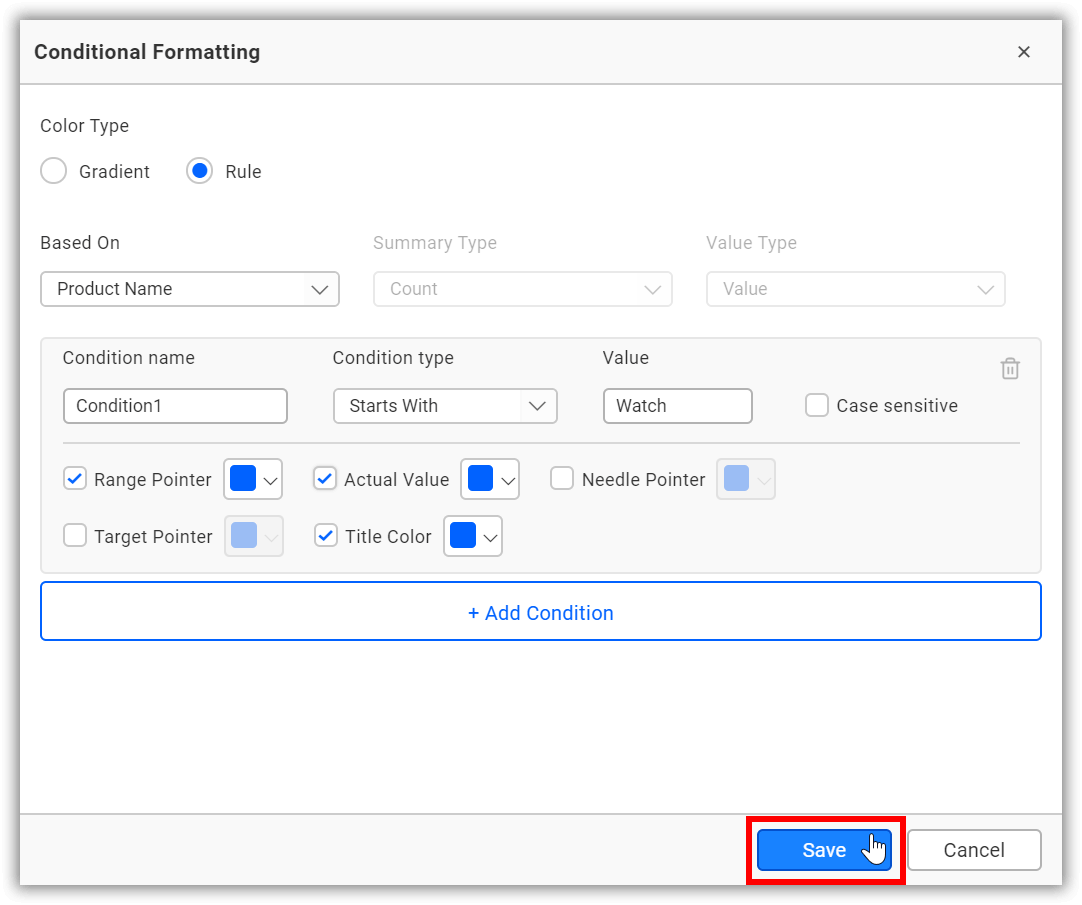 Conditional Formatting
Color Type
Gradient Rule
Based On Summary Type Value Type
Product Name Count Value
Condition name Condition type Value
Condition1 Starts With Watch Case sensitive
Range Pointer Actual Value Needle Pointer
Target Pointer Title Color
+ Add Condition
Save Cancel